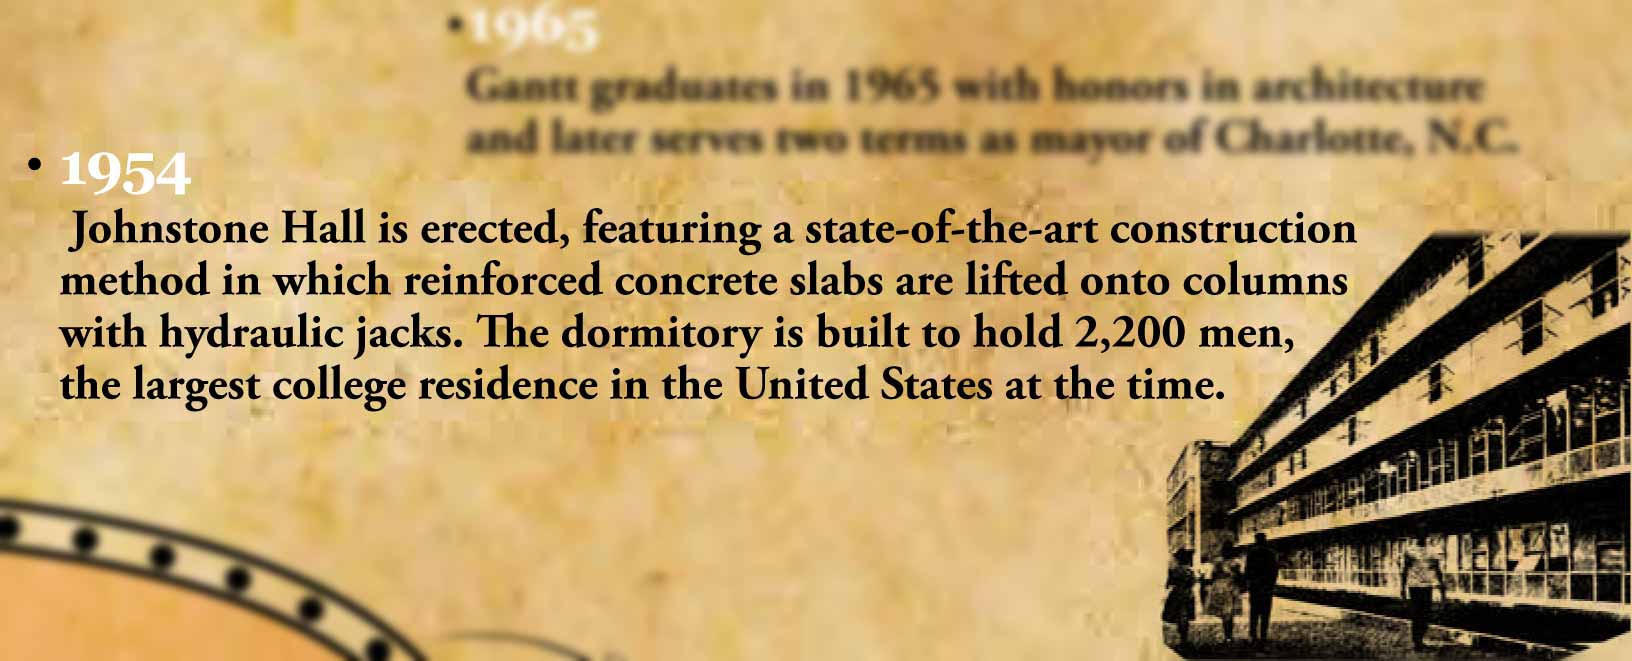 •1965
Gantt graduates in 1965 with honors in architecture
and later serves two terms as mayor of Charlotte, N.C.
• 1954
Johnstone Hall is erected, featuring a state-of-the-art construction
method in which reinforced concrete slabs are lifted onto columns
with hydraulic jacks. The dormitory is built to hold 2,200 men,
the largest college residence in the United States at the time.